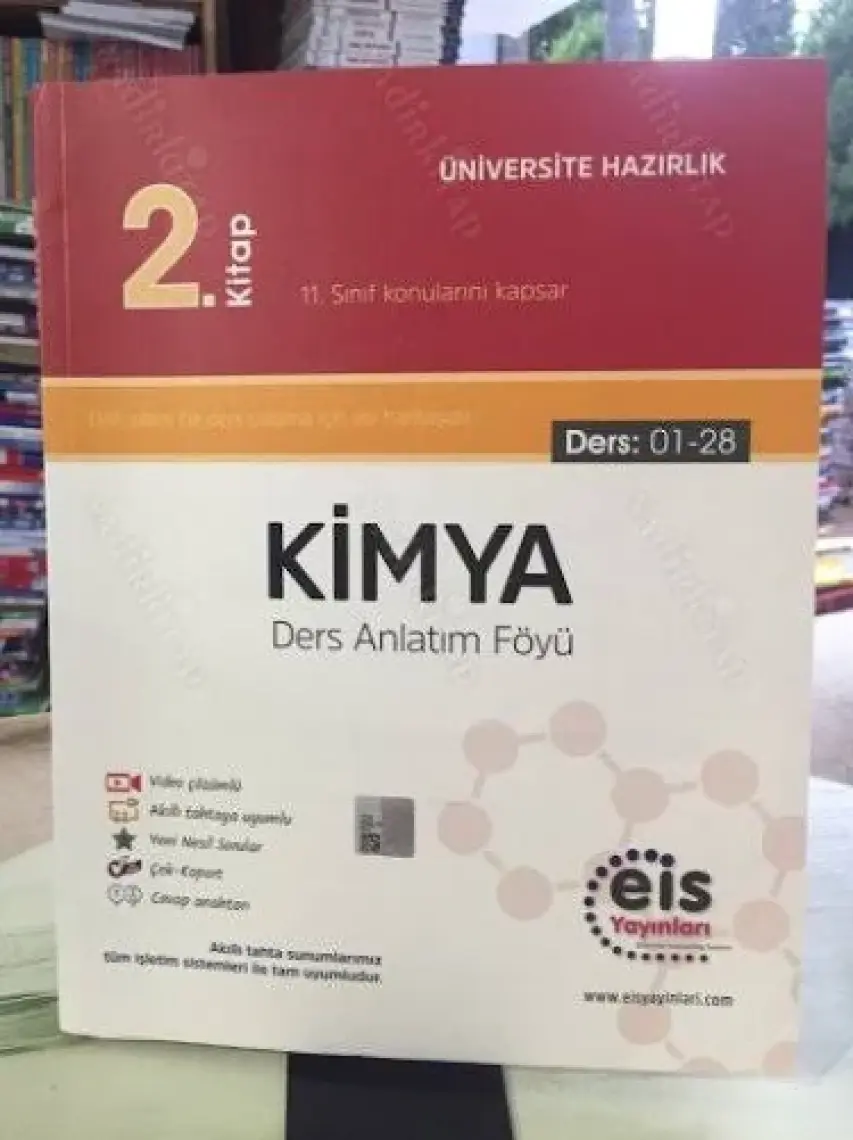 ÜNİVERSİTE HAZIRLIK
2. Kitap
11. Sınıf konularını kapsar
Ders: 01-28
KİMYA
Ders Anlatım Föyü
Video çözümlü
Akıllı tahtaya uyumlu
Yeni Nesil Sorular
Çek-Kopart
Cevap anahtarı
Akıllı tahta sunumlarımız
tüm işletim sistemleri ile tam uyumludur.
eis
Yayınları
www.eisyayinlari.com